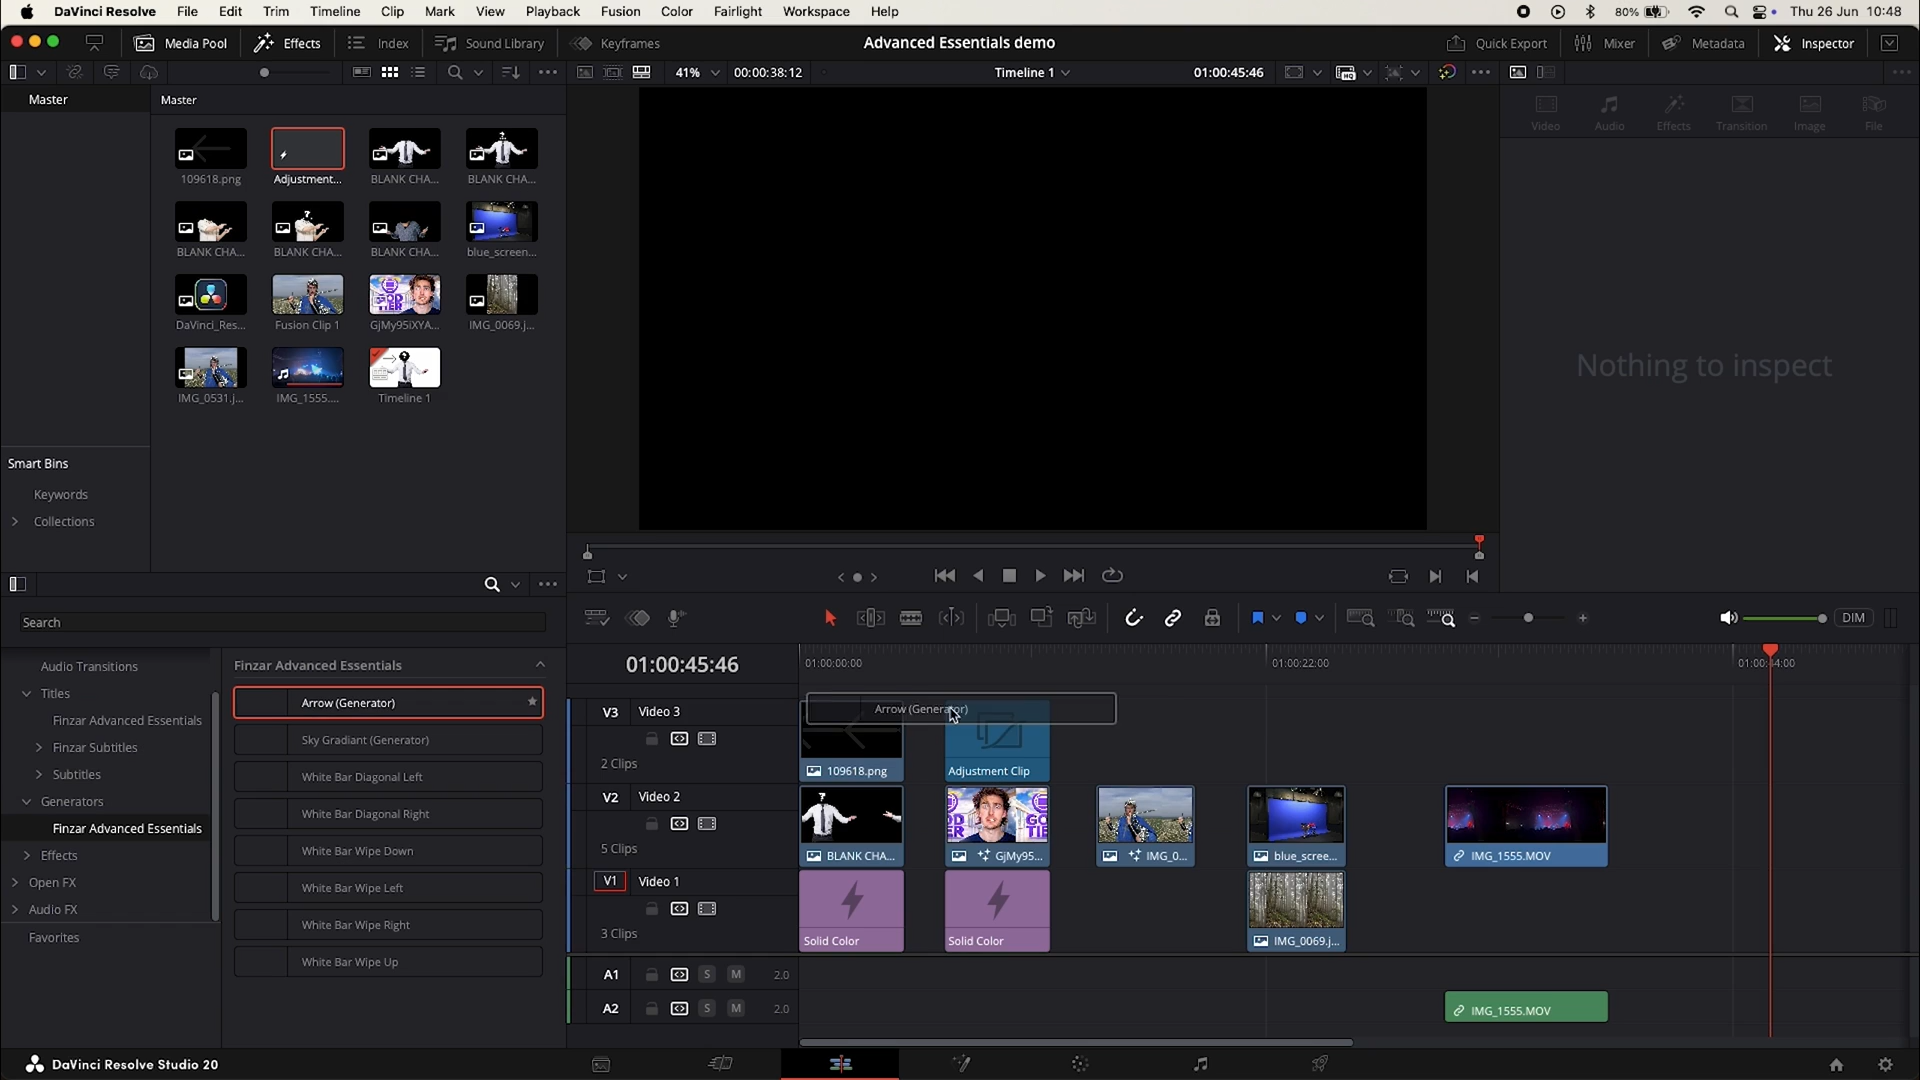 DaVinci Resolve File Edit Trim Timeline Clip Mark View Playback Fusion Color Fairlight Workspace Help 80% Thu 26 Jun 10:48
Media Pool Effects Index Sound Library Keyframes Advanced Essentials demo Quick Export Mixer Metadata Inspector
41% 00:00:38:12 Timeline 1 01:00:45:46
Master Master
Video Audio Effects Transition Image File
109618.png Adjustment... BLANK CHA... BLANK CHA...
BLANK CHA... BLANK CHA... BLANK CHA... blue_screen...
DaVinci_Res... Fusion Clip 1 GjMy95iXYA... IMG_0069.j...
IMG_0531.j... IMG_1555.... Timeline 1
Nothing to inspect
Smart Bins
Keywords
Collections
Search
DIM
Audio Transitions
Titles
Finzar Advanced Essentials
Finzar Subtitles
Subtitles
Generators
Finzar Advanced Essentials
Effects
Open FX
Audio FX
Favorites
Finzar Advanced Essentials
Arrow (Generator)
Sky Gradiant (Generator)
White Bar Diagonal Left
White Bar Diagonal Right
White Bar Wipe Down
White Bar Wipe Left
White Bar Wipe Right
White Bar Wipe Up
01:00:45:46 01:00:00:00 01:00:22:00 01:00:44:00
V3 Video 3
2 Clips
Arrow (Generator)
109618.png Adjustment Clip
V2 Video 2
5 Clips
BLANK CHA... GjMy95... IMG_0... blue_scree... IMG_1555.MOV
V1 Video 1
3 Clips
Solid Color Solid Color IMG_0069.j...
A1 S M 2.0
A2 S M 2.0 IMG_1555.MOV
DaVinci Resolve Studio 20